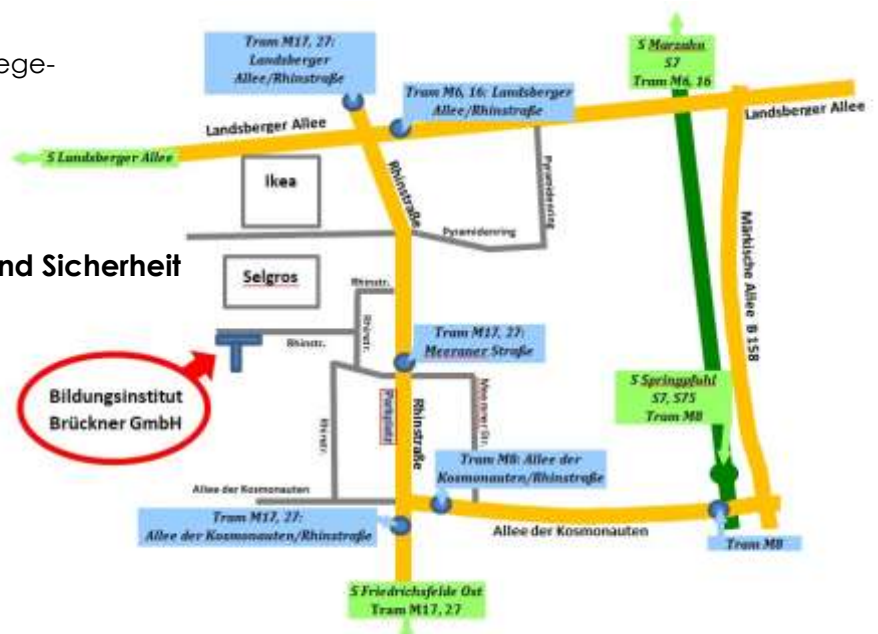 ege-
nd Sicherheit
Tram M17, 27:
Landsberger
Allee/Rhinstraße
S Marzahn
S7
Tram M6, 16
Tram M6, 16: Landsberger
Allee/Rhinstraße
Landsberger Allee
Landsberger Allee
S Landsberger Allee
Ikea
Rhinstraße
Pyramidenring
Pyramidenring
Märkische Allee B 158
Selgros
Rhinstr.
Rhinstr.
Rhinstr.
Tram M17, 27:
Meeraner Straße
Bildungsinstitut
Brückner GmbH
Parkplatz
Rhinstraße
Meeraner Str.
Rhinstr.
S Springpfuhl
S7, S75
Tram M8
Tram M8: Allee der
Kosmonauten/Rhinstraße
Allee der Kosmonauten
Tram M17, 27:
Allee der Kosmonauten/Rhinstraße
Allee der Kosmonauten
Tram M8
S Friedrichsfelde Ost
Tram M17, 27